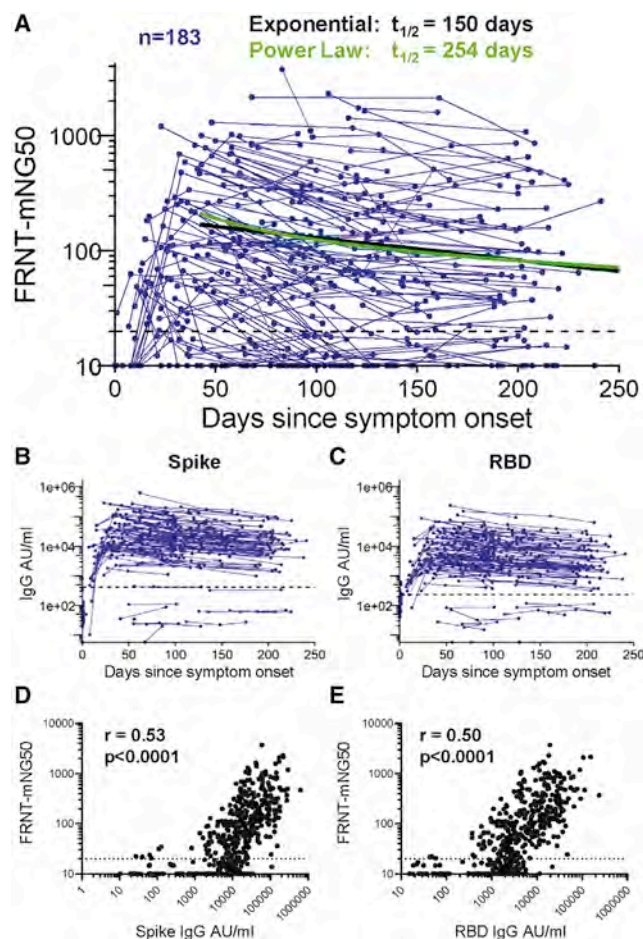 A
n=183
Exponential: t1/2 = 150 days
Power Law: t1/2 = 254 days
FRNT-mNG50
1000
100
10
0 50 100 150 200 250
Days since symptom onset
B
Spike
IgG AU/ml
1e+06
1e+04
1e+02
0 50 100 150 200 250
Days since symptom onset
C
RBD
IgG AU/ml
1e+06
1e+04
1e+02
0 50 100 150 200 250
Days since symptom onset
D
r = 0.53
p<0.0001
FRNT-mNG50
10000
1000
100
10
1 10 100 1000 10000 100000 1000000
Spike IgG AU/ml
E
r = 0.50
p<0.0001
FRNT-mNG50
10000
1000
100
10
10 100 1000 10000 100000 1000000
RBD IgG AU/ml